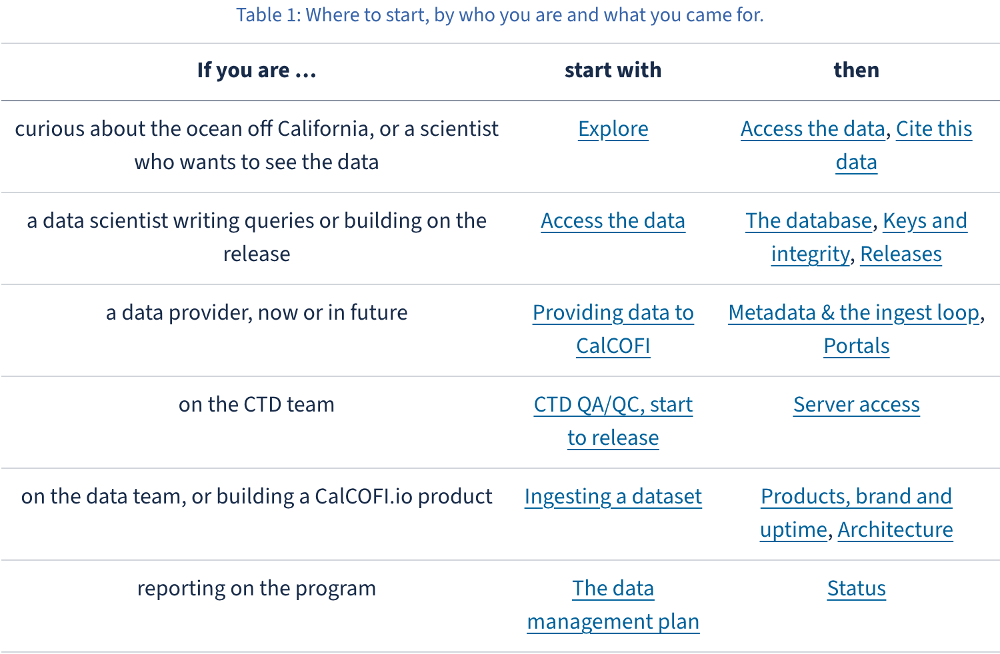 Table 1: Where to start, by who you are and what you came for.
If you are … start with then
curious about the ocean off California, or a scientist Explore Access the data, Cite this
who wants to see the data data
a data scientist writing queries or building on the Access the data The database, Keys and
release integrity, Releases
a data provider, now or in future Providing data to Metadata & the ingest loop,
CalCOFI Portals
on the CTD team CTD QA/QC, start Server access
to release
on the data team, or building a CalCOFI.io product Ingesting a dataset Products, brand and
uptime, Architecture
reporting on the program The data Status
management plan